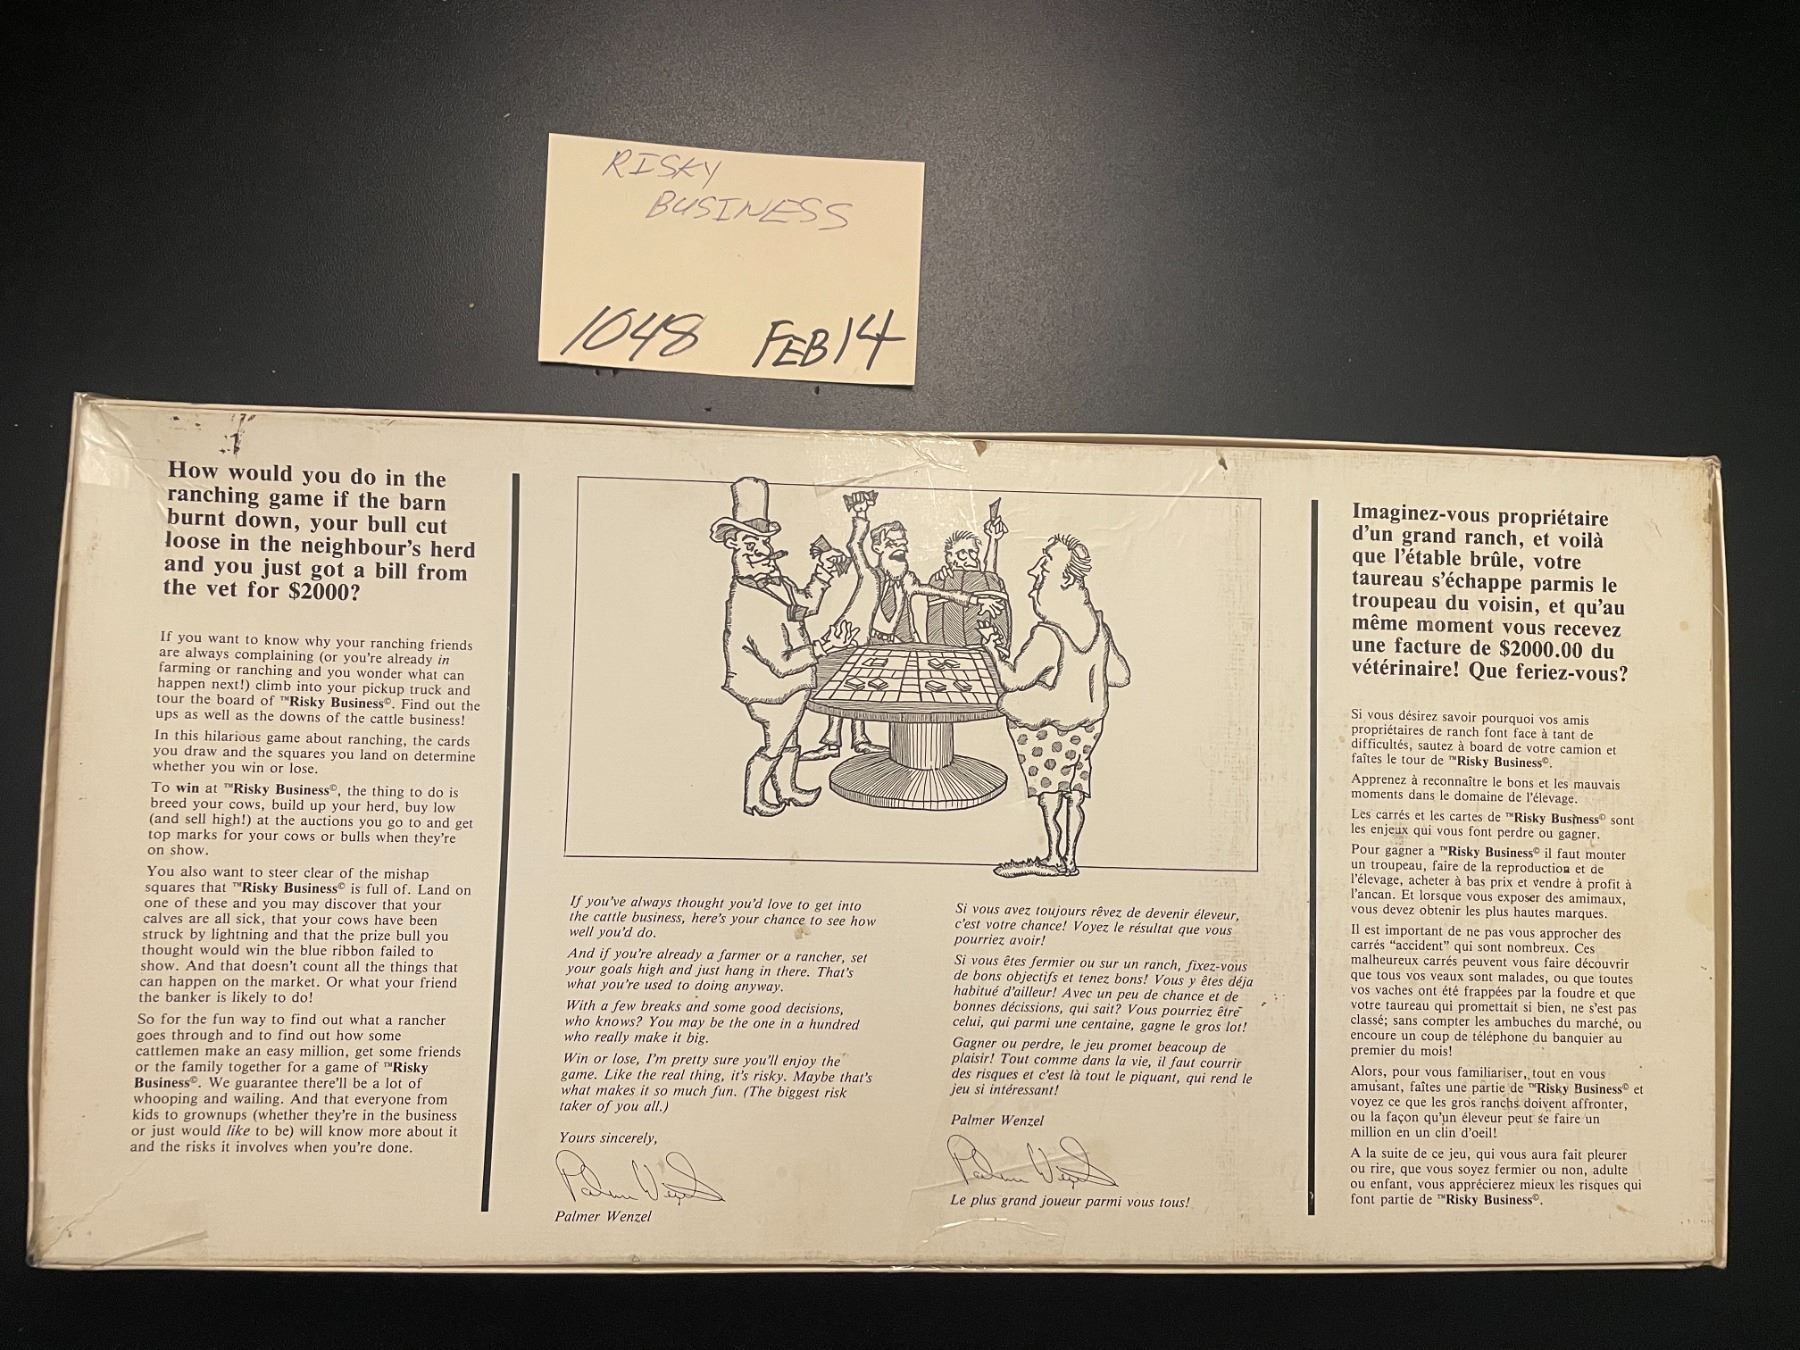 RISKY
BUSINESS
1048 FEB 14
How would you do in the
ranching game if the barn
burnt down, your bull cut
loose in the neighbour's herd
and you just got a bill from
the vet for $2000?
If you want to know why your ranching friends
are always complaining (or you're already in
farming or ranching and you wonder what can
happen next!) climb into your pickup truck and
tour the board of ™Risky Business©. Find out the
ups as well as the downs of the cattle business!
In this hilarious game about ranching, the cards
you draw and the squares you land on determine
whether you win or lose.
To win at ™Risky Business©, the thing to do is
breed your cows, build up your herd, buy low
(and sell high!) at the auctions you go to and get
top marks for your cows or bulls when they're
on show.
You also want to steer clear of the mishap
squares that ™Risky Business© is full of. Land on
one of these and you may discover that your
calves are all sick, that your cows have been
struck by lightning and that the prize bull you
thought would win the blue ribbon failed to
show. And that doesn't count all the things that
can happen on the market. Or what your friend
the banker is likely to do!
So for the fun way to find out what a rancher
goes through and to find out how some
cattlemen make an easy million, get some friends
or the family together for a game of ™Risky
Business©. We guarantee there'll be a lot of
whooping and wailing. And that everyone from
kids to grownups (whether they're in the business
or just would like to be) will know more about it
and the risks it involves when you're done.
If you've always thought you'd love to get into
the cattle business, here's your chance to see how
well you'd do.
And if you're already a farmer or a rancher, set
your goals high and just hang in there. That's
what you're used to doing anyway.
With a few breaks and some good decisions,
who knows? You may be the one in a hundred
who really make it big.
Win or lose, I'm pretty sure you'll enjoy the
game. Like the real thing, it's risky. Maybe that's
what makes it so much fun. (The biggest risk
taker of you all.)
Yours sincerely,
Palmer Wenzel
Palmer Wenzel
Si vous avez toujours rêvez de devenir éleveur,
c'est votre chance! Voyez le résultat que vous
pourriez avoir!
Si vous êtes fermier ou sur un ranch, fixez-vous
de bons objectifs et tenez bons! Vous y êtes déja
habitué d'ailleur! Avec un peu de chance et de
bonnes décissions, qui sait? Vous pourriez être
celui, qui parmi une centaine, gagne le gros lot!
Gagner ou perdre, le jeu promet beacoup de
plaisir! Tout comme dans la vie, il faut courrir
des risques et c'est là tout le piquant, qui rend le
jeu si intéressant!
Palmer Wenzel
Palmer Wenzel
Le plus grand joueur parmi vous tous!
Imaginez-vous propriétaire
d'un grand ranch, et voilà
que l'étable brûle, votre
taureau s'échappe parmis le
troupeau du voisin, et qu'au
même moment vous recevez
une facture de $2000.00 du
vétérinaire! Que feriez-vous?
Si vous désirez savoir pourquoi vos amis
propriétaires de ranch font face à tant de
difficultés, sautez à board de votre camion et
faîtes le tour de ™Risky Business©.
Apprenez à reconnaître le bons et les mauvais
moments dans le domaine de l'élevage.
Les carrés et les cartes de ™Risky Business© sont
les enjeux qui vous font perdre ou gagner.
Pour gagner a ™Risky Business© il faut monter
un troupeau, faire de la reproduction et de
l'élevage, acheter à bas prix et vendre à profit à
l'ancan. Et lorsque vous exposer des amimaux,
vous devez obtenir les plus hautes marques.
Il est important de ne pas vous approcher des
carrés "accident" qui sont nombreux. Ces
malheureux carrés peuvent vous faire découvrir
que tous vos veaux sont malades, ou que toutes
vos vaches ont été frappées par la foudre et que
votre taureau qui promettait si bien, ne s'est pas
classé; sans compter les ambuches du marché, ou
encoure un coup de téléphone du banquier au
premier du mois!
Alors, pour vous familiariser, tout en vous
amusant, faîtes une partie de ™Risky Business© et
voyez ce que les gros ranchs doivent affronter,
ou la façon qu'un éleveur peut se faire un
million en un clin d'oeil!
A la suite de ce jeu, qui vous aura fait pleurer
ou rire, que vous soyez fermier ou non, adulte
ou enfant, vous apprécierez mieux les risques qui
font partie de ™Risky Business©.